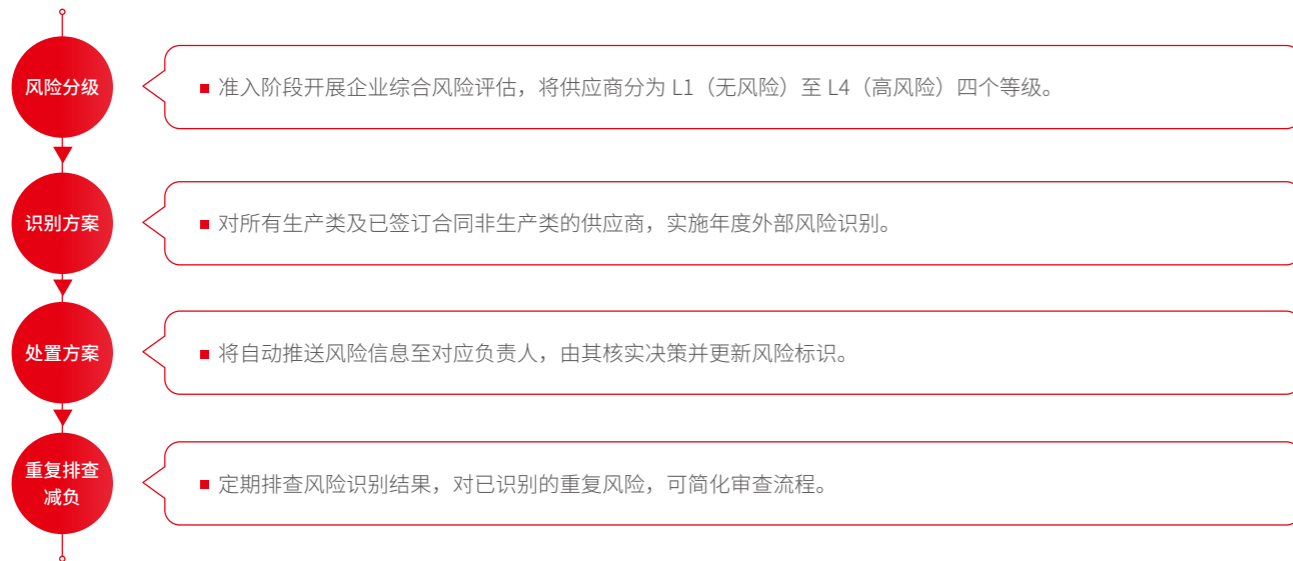 风险分级
■ 准入阶段开展企业综合风险评估，将供应商分为 L1（无风险）至 L4（高风险）四个等级。
识别方案
■ 对所有生产类及已签订合同非生产类的供应商，实施年度外部风险识别。
处置方案
■ 将自动推送风险信息至对应负责人，由其核实决策并更新风险标识。
重复排查
减负
■ 定期排查风险识别结果，对已识别的重复风险，可简化审查流程。